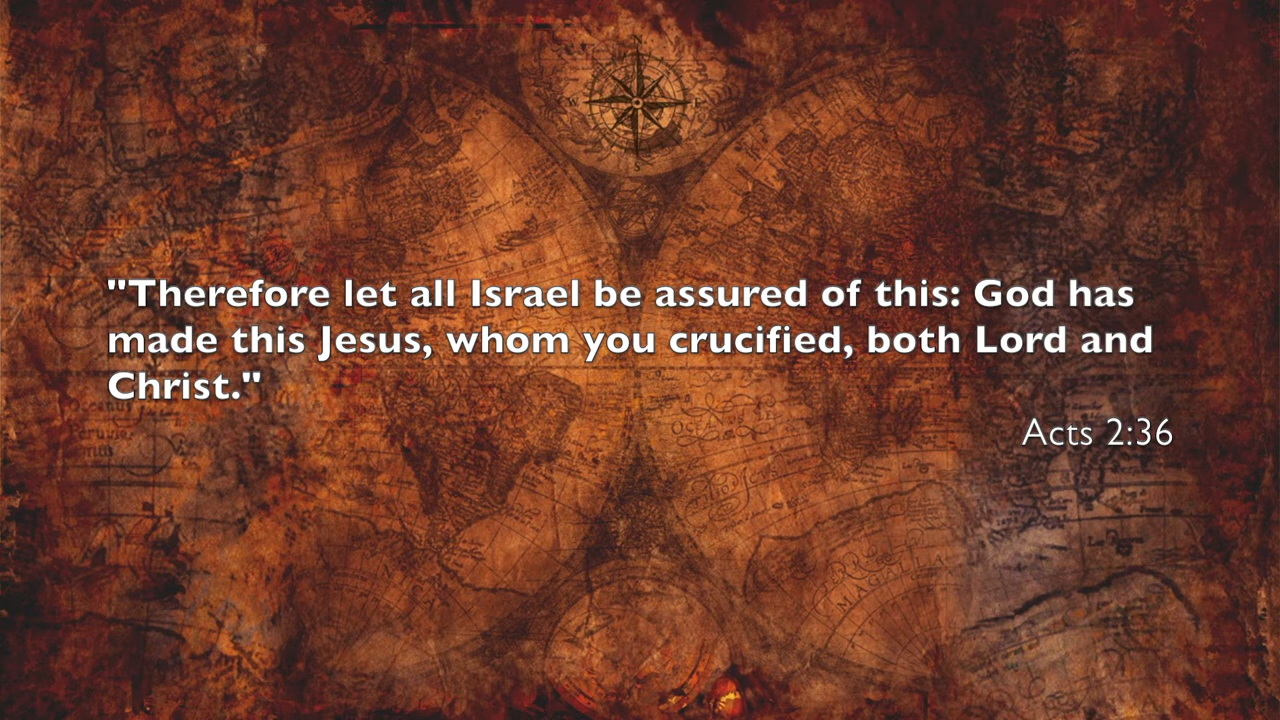 "Therefore let all Israel be assured of this: God has
made this Jesus, whom you crucified, both Lord and
Christ."
Acts 2:36